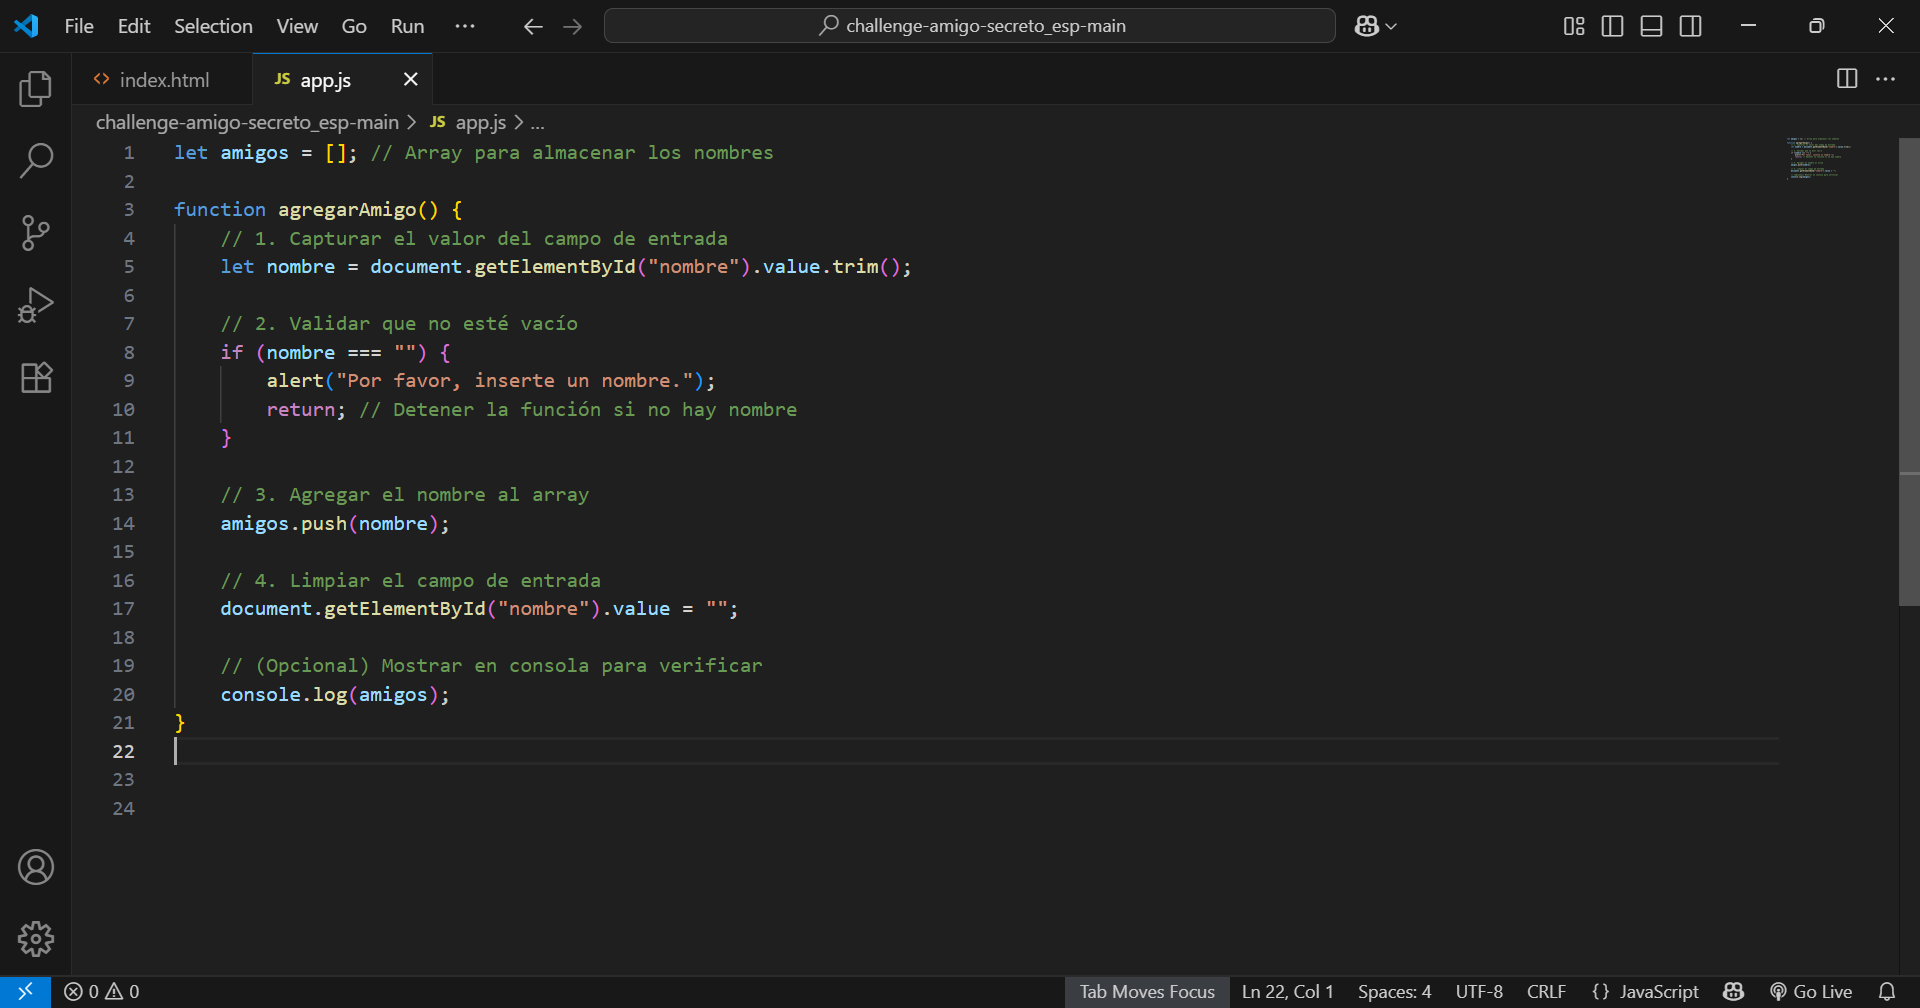 File Edit Selection View Go Run ··· challenge-amigo-secreto_esp-main
index.html JS app.js
challenge-amigo-secreto_esp-main > JS app.js > ...
1 let amigos = []; // Array para almacenar los nombres
2
3 function agregarAmigo() {
4 // 1. Capturar el valor del campo de entrada
5 let nombre = document.getElementById("nombre").value.trim();
6
7 // 2. Validar que no esté vacío
8 if (nombre === "") {
9 alert("Por favor, inserte un nombre.");
10 return; // Detener la función si no hay nombre
11 }
12
13 // 3. Agregar el nombre al array
14 amigos.push(nombre);
15
16 // 4. Limpiar el campo de entrada
17 document.getElementById("nombre").value = "";
18
19 // (Opcional) Mostrar en consola para verificar
20 console.log(amigos);
21 }
22
23
24
0 0 Tab Moves Focus Ln 22, Col 1 Spaces: 4 UTF-8 CRLF {} JavaScript Go Live